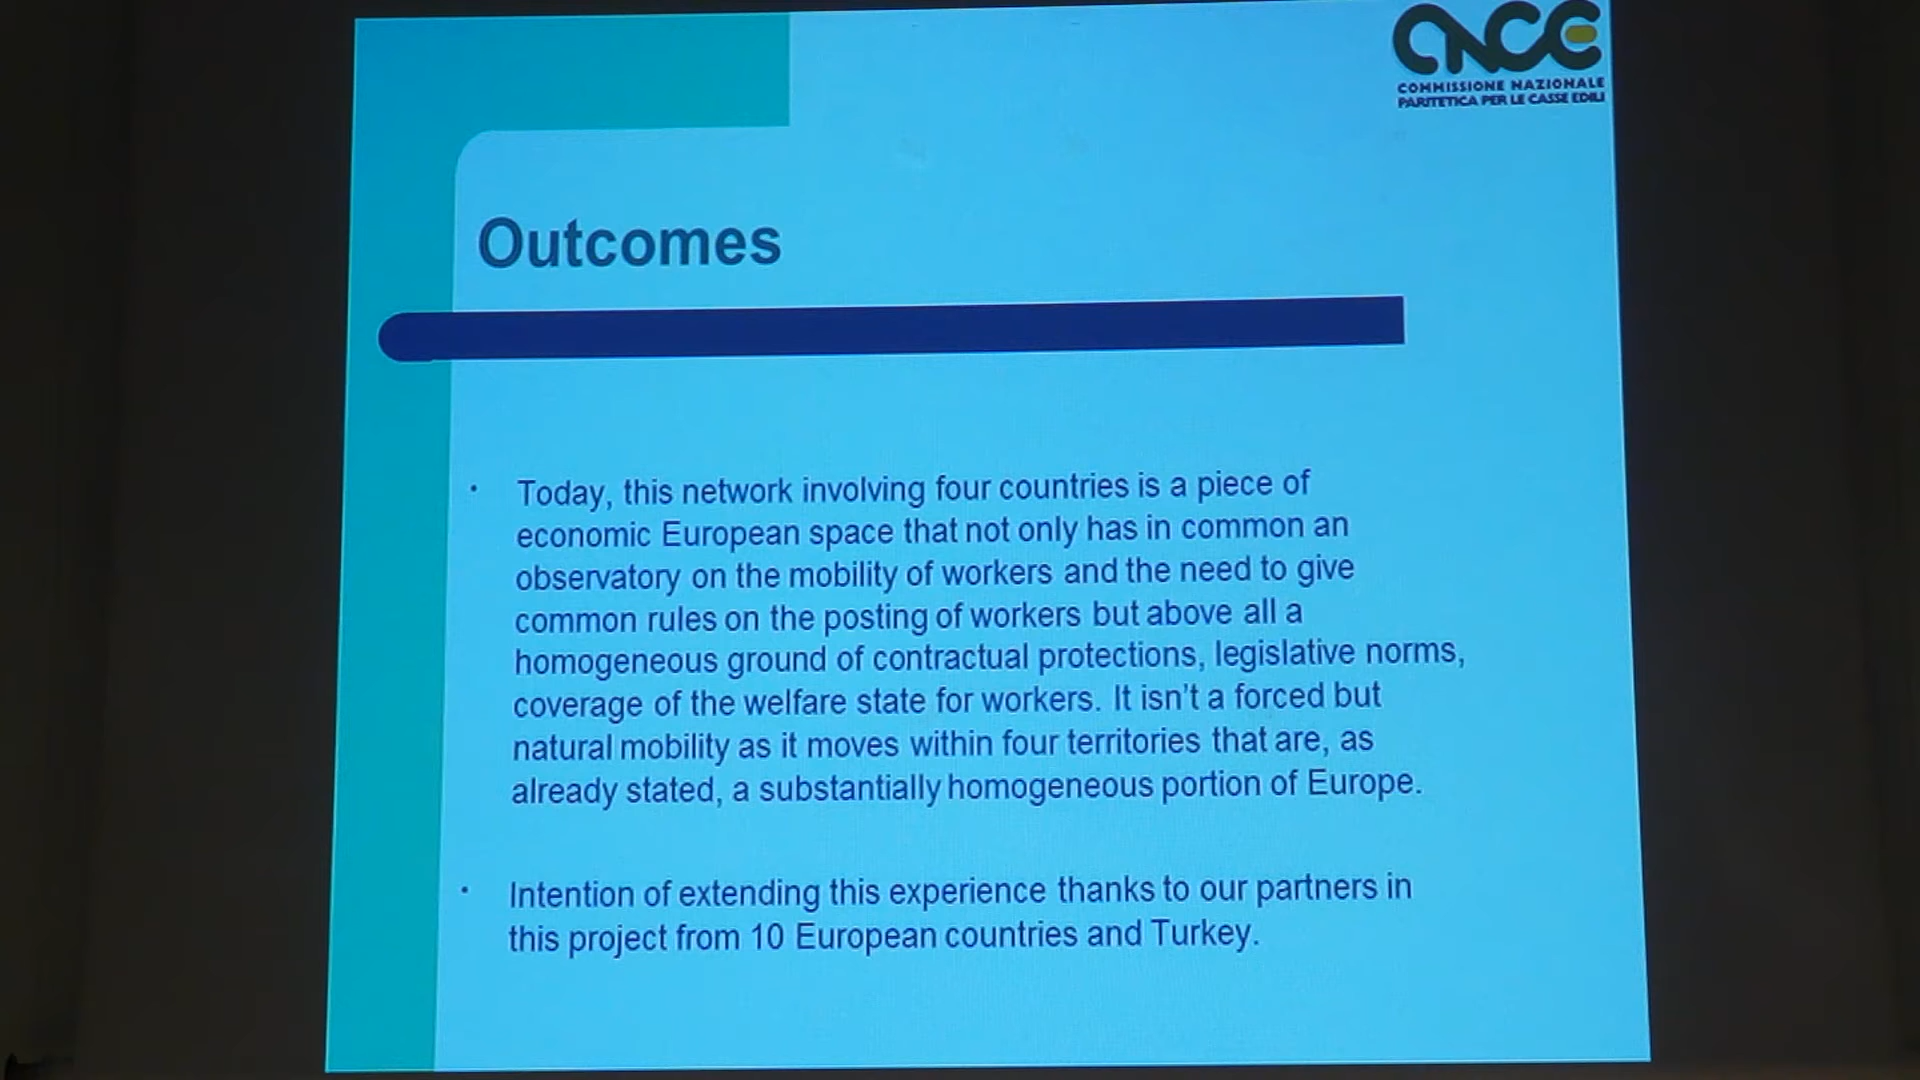 CNCE
COMMISSIONE NAZIONALE
PARITETICA PER LE CASSE EDILI
Outcomes
• Today, this network involving four countries is a piece of
economic European space that not only has in common an
observatory on the mobility of workers and the need to give
common rules on the posting of workers but above all a
homogeneous ground of contractual protections, legislative norms,
coverage of the welfare state for workers. It isn't a forced but
natural mobility as it moves within four territories that are, as
already stated, a substantially homogeneous portion of Europe.
• Intention of extending this experience thanks to our partners in
this project from 10 European countries and Turkey.